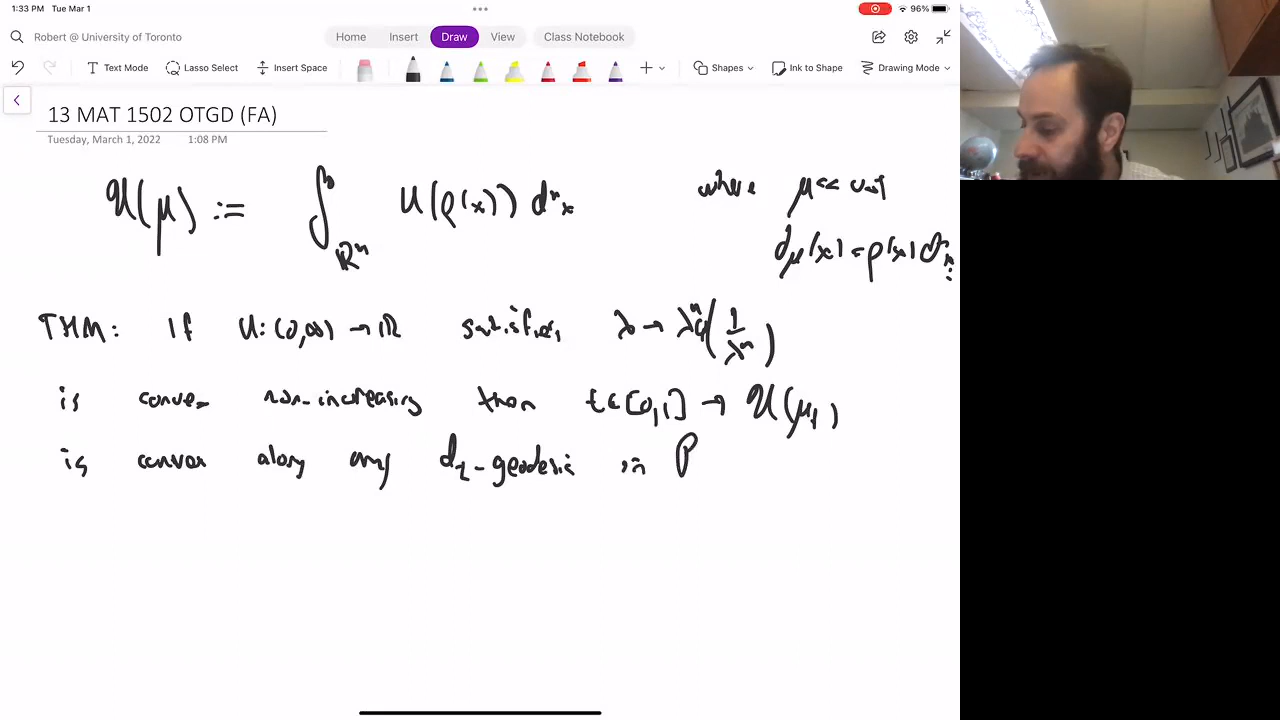 1:33 PM Tue Mar 1
96%
Robert @ University of Toronto
Home Insert Draw View Class Notebook
Text Mode Lasso Select Insert Space Shapes Ink to Shape Drawing Mode
13 MAT 1502 OTGD (FA)
Tuesday, March 1, 2022 1:08 PM
𝒰(μ) := ∫_{ℝⁿ} U(ρ(x)) dⁿx where μ << vol
dμ(x) = ρ(x) dⁿx
THM: If U: (0,∞) → ℝ satisfies λ → λⁿU(1/λⁿ)
is convex non-increasing then t ∈ [0,1] → 𝒰(μₜ)
is convex along any d₂-geodesic in P